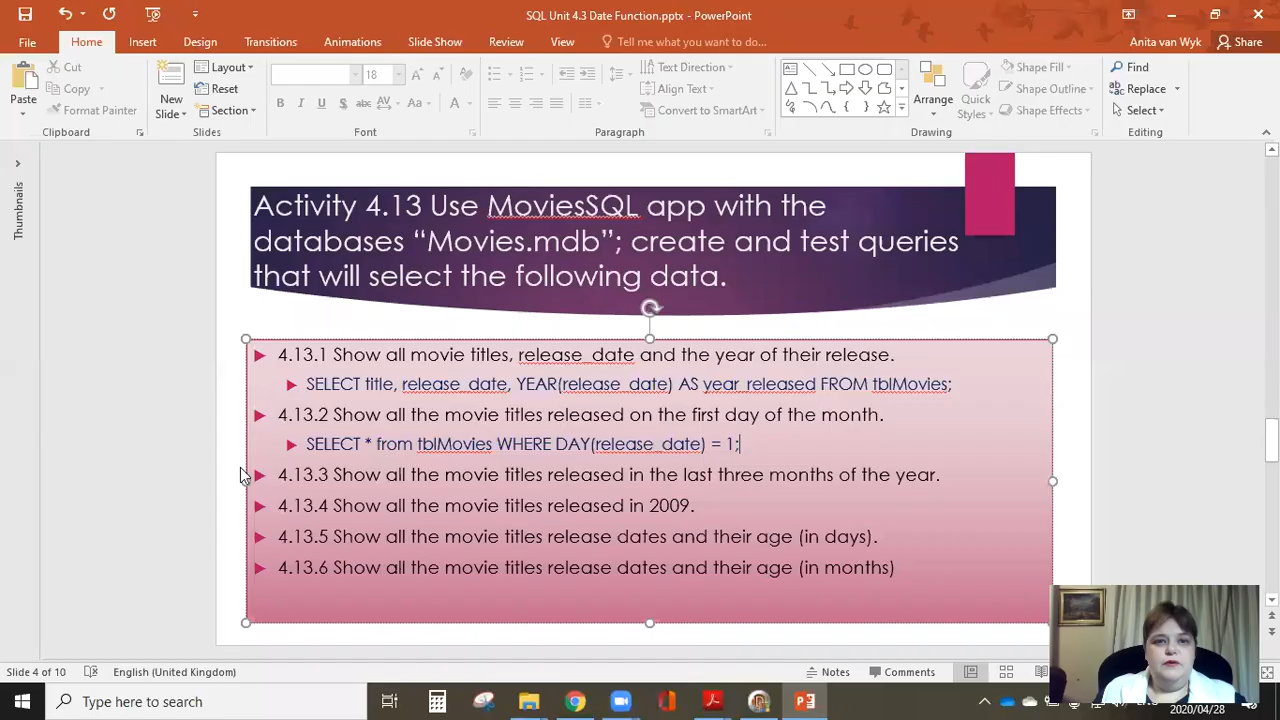 SQL Unit 4.3 Date Function.pptx - PowerPoint
File Home Insert Design Transitions Animations Slide Show Review View Tell me what you want to do... Anita van Wyk Share
Paste
Cut
Copy
Format Painter
Clipboard
New Slide
Layout
Reset
Section
Slides
18
B I U S abc AV Aa A
Font
Text Direction
Align Text
Convert to SmartArt
Paragraph
Arrange
Quick Styles
Shape Fill
Shape Outline
Shape Effects
Drawing
Find
Replace
Select
Editing
Thumbnails
Activity 4.13 Use MoviesSQL app with the
databases “Movies.mdb”; create and test queries
that will select the following data.
4.13.1 Show all movie titles, release_date and the year of their release.
SELECT title, release_date, YEAR(release_date) AS year_released FROM tblMovies;
4.13.2 Show all the movie titles released on the first day of the month.
SELECT * from tblMovies WHERE DAY(release_date) = 1;
4.13.3 Show all the movie titles released in the last three months of the year.
4.13.4 Show all the movie titles released in 2009.
4.13.5 Show all the movie titles release dates and their age (in days).
4.13.6 Show all the movie titles release dates and their age (in months)
Slide 4 of 10 English (United Kingdom) Notes Comments
Type here to search
2020/04/28